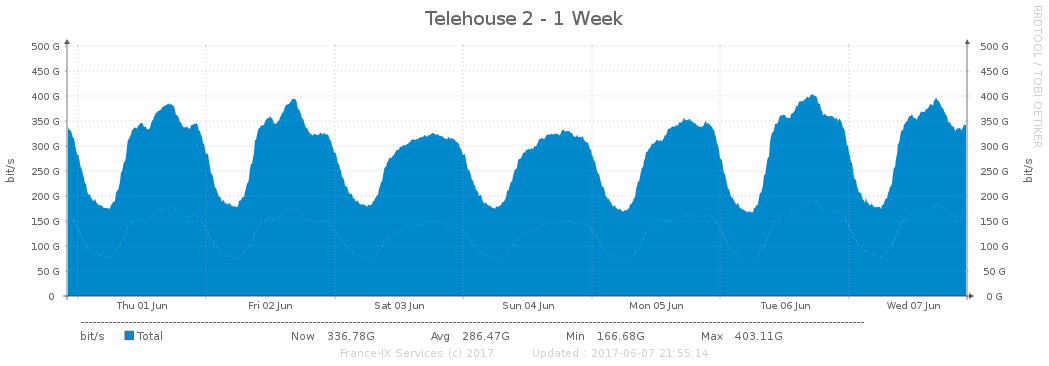 Telehouse 2 - 1 Week
RRDTOOL / TOBI OETIKER
500 G 500 G
450 G 450 G
400 G 400 G
350 G 350 G
300 G 300 G
250 G 250 G
200 G 200 G
150 G 150 G
100 G 100 G
50 G 50 G
0 0 G
bit/s bit/s
Thu 01 Jun Fri 02 Jun Sat 03 Jun Sun 04 Jun Mon 05 Jun Tue 06 Jun Wed 07 Jun
bit/s Total Now 336.78G Avg 286.47G Min 166.68G Max 403.11G
France-IX Services (c) 2017 Updated : 2017-06-07 21:55:14